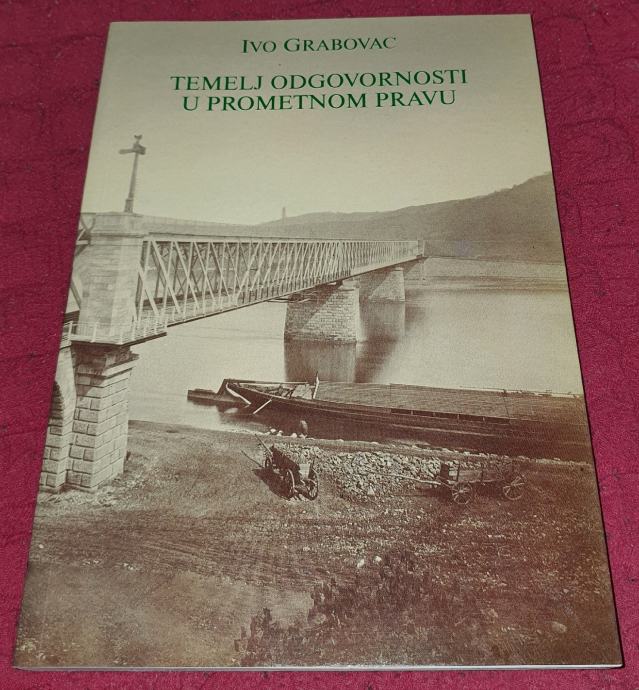 IVO GRABOVAC
TEMELJ ODGOVORNOSTI
U PROMETNOM PRAVU